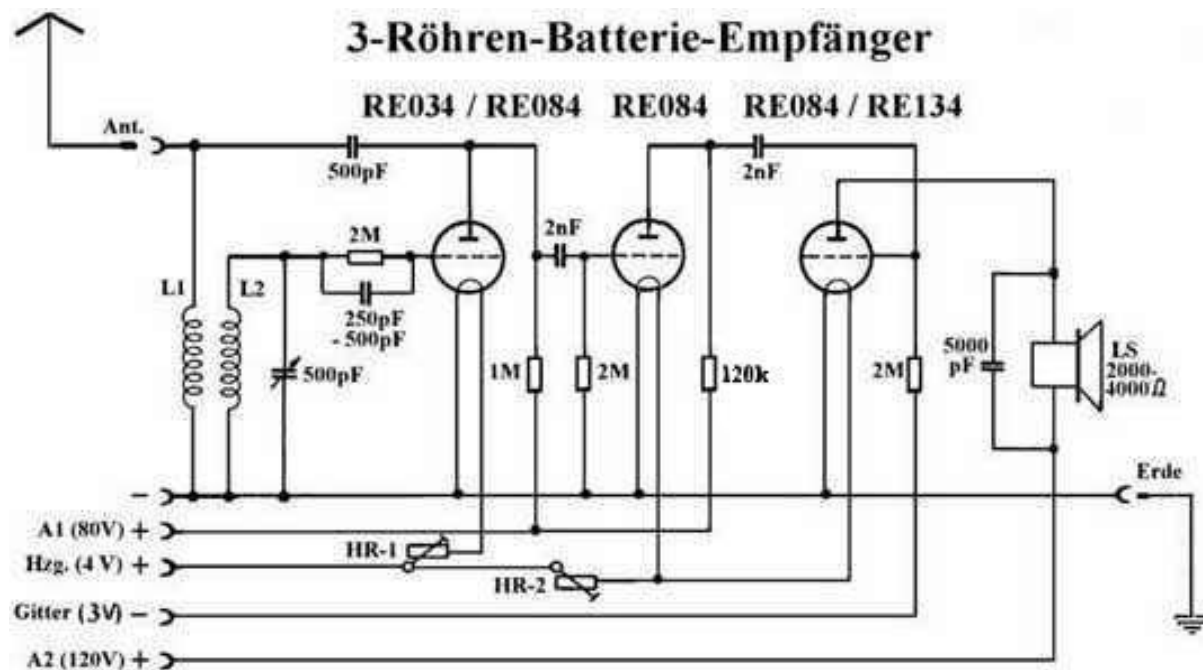 3-Röhren-Batterie-Empfänger
RE034 / RE084
RE084
RE084 / RE134
Ant.
500pF
2nF
2M
2nF
L1
L2
250pF
- 500pF
500pF
1M
2M
120k
2M
5000
pF
LS
2000-
4000Ω
-
Erde
A1 (80V) +
HR-1
Hzg. (4 V) +
HR-2
Gitter (3V) -
A2 (120V) +